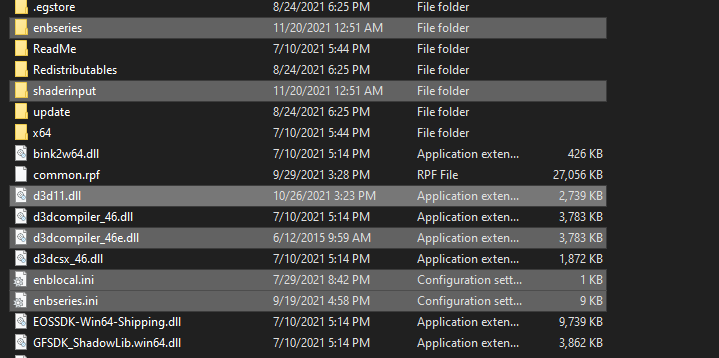 .egstore 8/24/2021 6:25 PM File folder
enbseries 11/20/2021 12:51 AM File folder
ReadMe 7/10/2021 5:44 PM File folder
Redistributables 8/24/2021 6:25 PM File folder
shaderinput 11/20/2021 12:51 AM File folder
update 8/24/2021 6:25 PM File folder
x64 7/10/2021 5:44 PM File folder
bink2w64.dll 7/10/2021 5:14 PM Application exten... 426 KB
common.rpf 9/29/2021 3:28 PM RPF File 27,056 KB
d3d11.dll 10/26/2021 3:23 PM Application exten... 2,739 KB
d3dcompiler_46.dll 7/10/2021 5:14 PM Application exten... 3,783 KB
d3dcompiler_46e.dll 6/12/2015 9:59 AM Application exten... 3,783 KB
d3dcsx_46.dll 7/10/2021 5:14 PM Application exten... 1,872 KB
enblocal.ini 7/29/2021 8:42 PM Configuration sett... 1 KB
enbseries.ini 9/19/2021 4:58 PM Configuration sett... 9 KB
EOSSDK-Win64-Shipping.dll 7/10/2021 5:14 PM Application exten... 9,739 KB
GFSDK_ShadowLib.win64.dll 7/10/2021 5:14 PM Application exten... 3,862 KB